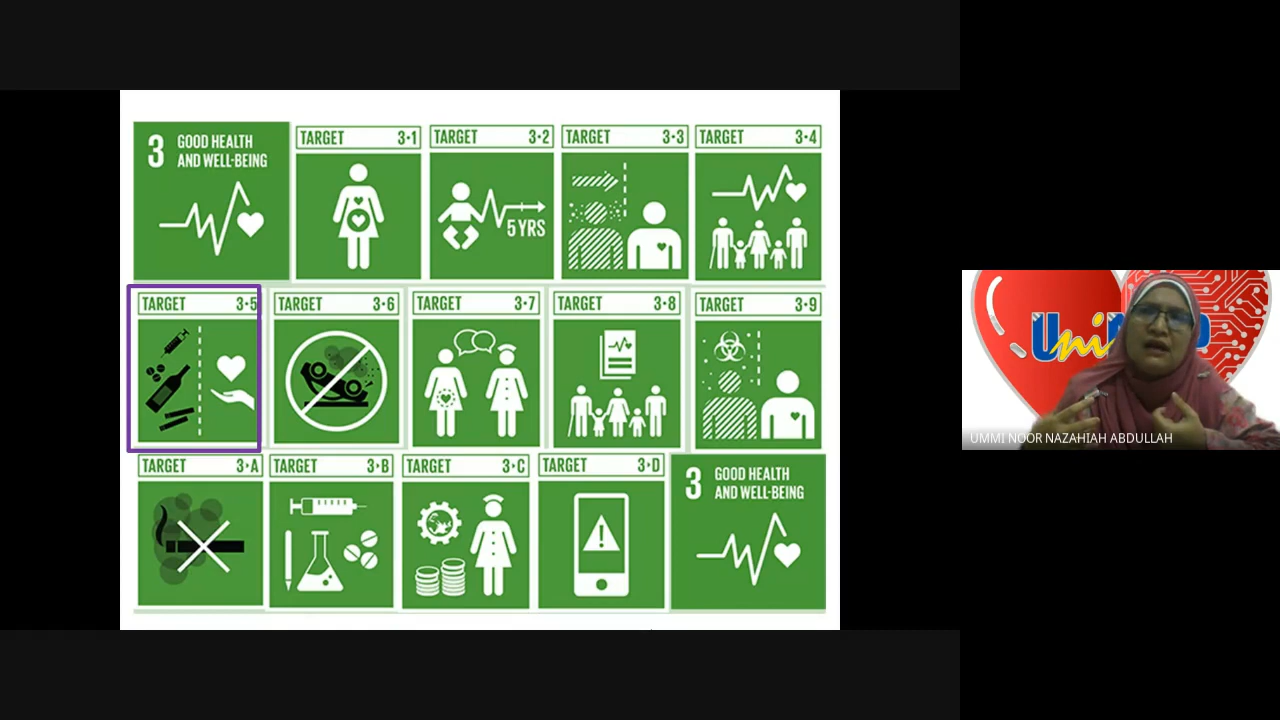 3 GOOD HEALTH
AND WELL-BEING
TARGET 3·1
TARGET 3·2
5 YRS
TARGET 3·3
TARGET 3·4
TARGET 3·5
TARGET 3·6
TARGET 3·7
TARGET 3·8
TARGET 3·9
TARGET 3·A
TARGET 3·B
TARGET 3·C
TARGET 3·D
3 GOOD HEALTH
AND WELL-BEING
UMMI NOOR NAZAHIAH ABDULLAH